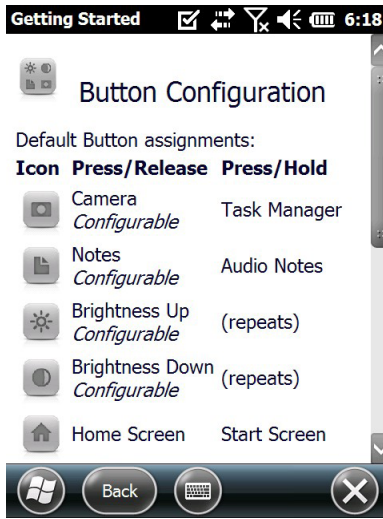 Getting Started 6:18
Button Configuration
Default Button assignments:
Icon Press/Release Press/Hold
Camera
Configurable Task Manager
Notes
Configurable Audio Notes
Brightness Up
Configurable (repeats)
Brightness Down
Configurable (repeats)
Home Screen Start Screen
Back